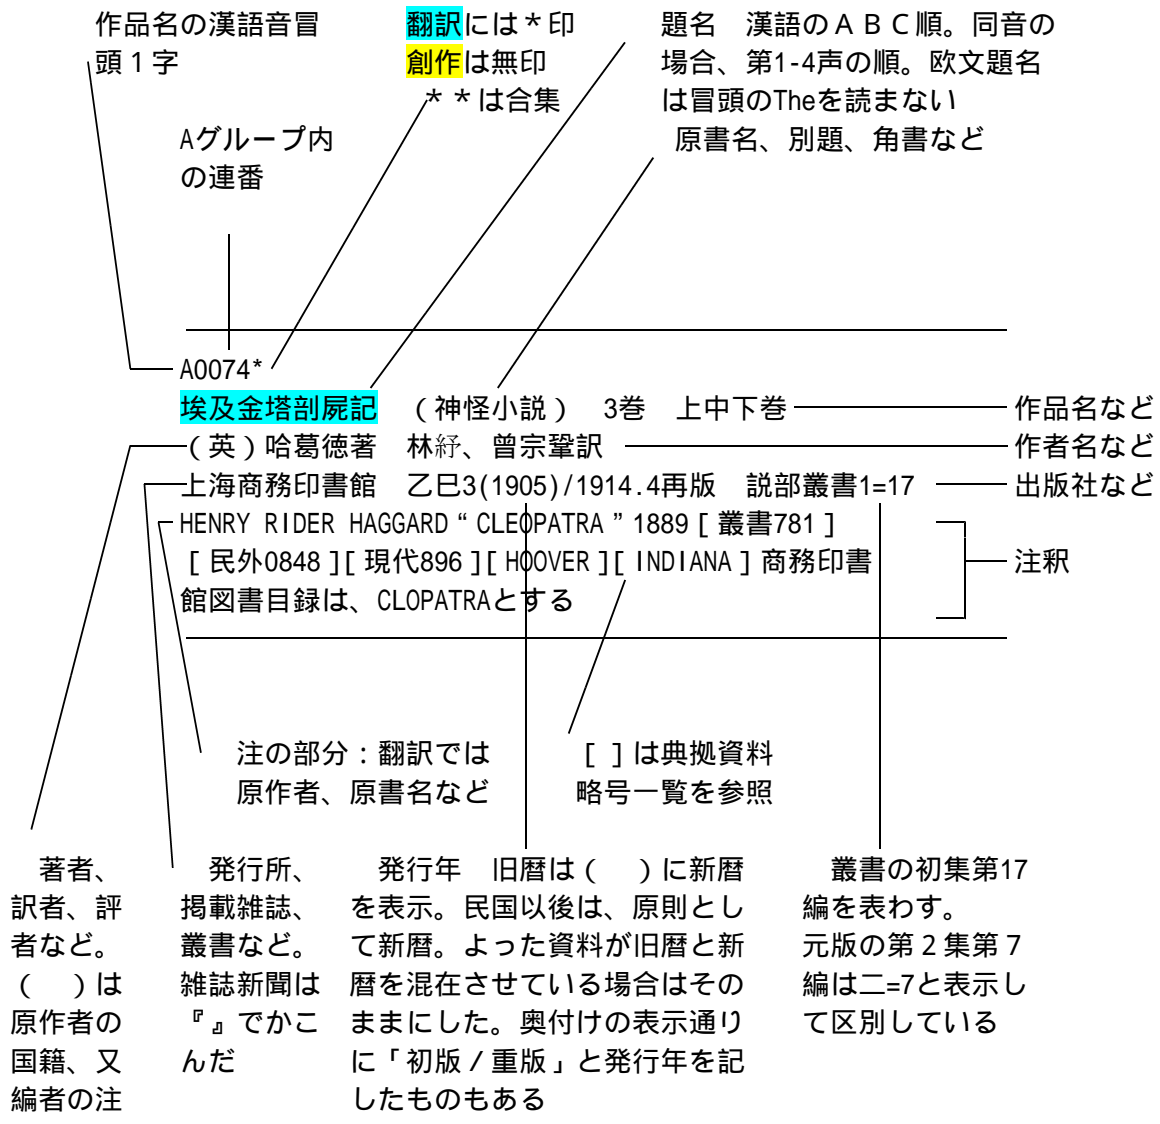 作品名の漢語音冒
頭1字
翻訳には*印
創作は無印
**は合集
題名　漢語のABC順。同音の
場合、第1-4声の順。欧文題名
は冒頭のTheを読まない
原書名、別題、角書など
Aグループ内
の連番
A0074*
埃及金塔剖屍記　(神怪小説)　3巻　上中下巻
作品名など
(英)哈葛徳著　林紓、曾宗鞏訳
作者名など
上海商務印書館　乙巳3(1905)/1914.4再版　説部叢書1=17
出版社など
HENRY RIDER HAGGARD “CLEOPATRA” 1889[叢書781]
[民外0848][現代896][HOOVER][INDIANA]商務印書
館図書目録は、CLOPATRAとする
注釈
注の部分:翻訳では
原作者、原書名など
[ ]は典拠資料
略号一覧を参照
著者、
訳者、評
者など。
(　)は
原作者の
国籍、又
編者の注
発行所、
掲載雑誌、
叢書など。
雑誌新聞は
『』でかこ
んだ
発行年　旧暦は(　)に新暦
を表示。民国以後は、原則とし
て新暦。よった資料が旧暦と新
暦を混在させている場合はその
ままにした。奥付けの表示通り
に「初版/重版」と発行年を記
したものもある
叢書の初集第17
編を表わす。
元版の第2集第7
編は二=7と表示し
て区別している